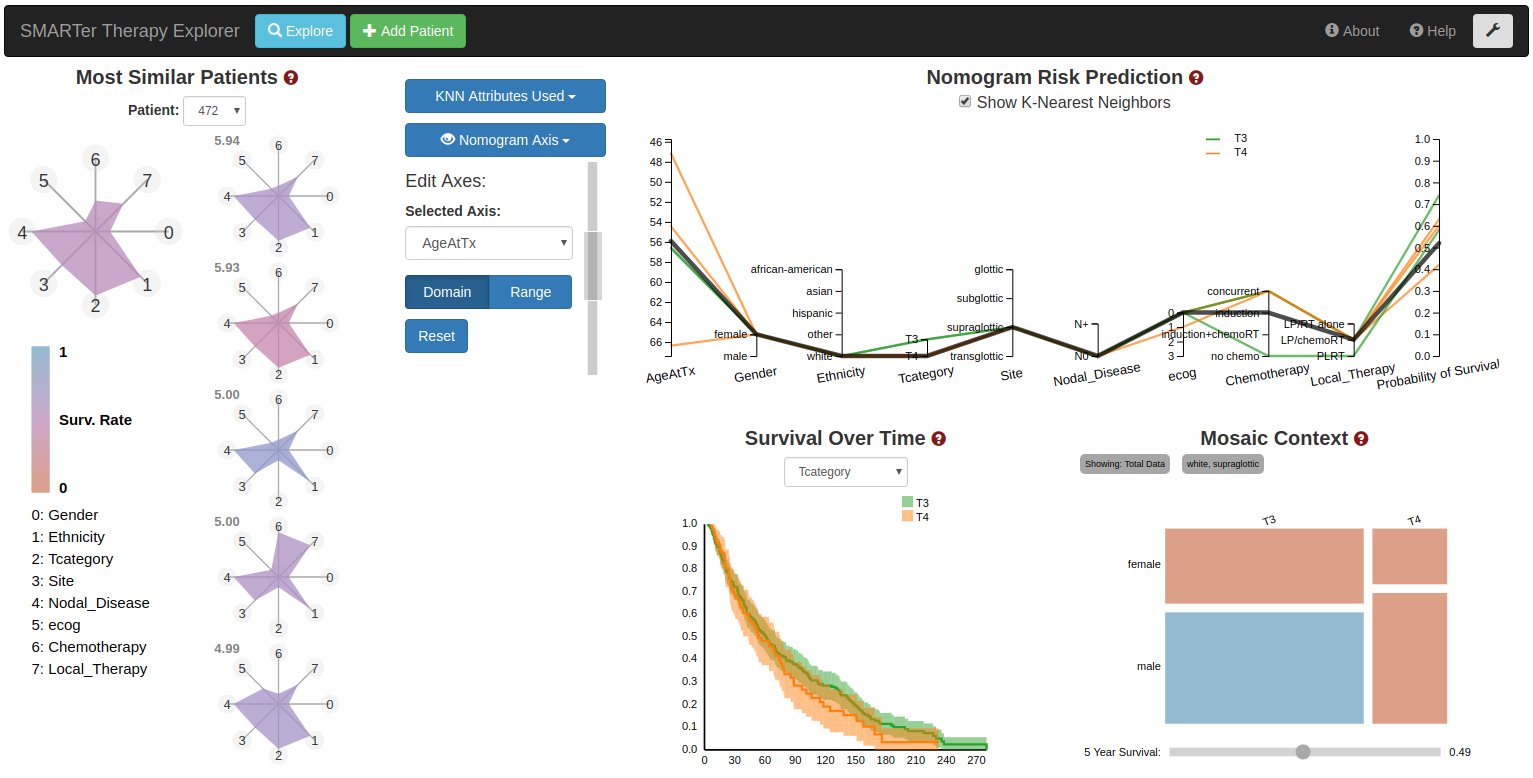 SMARTer Therapy Explorer
Explore
Add Patient
About
Help
Most Similar Patients
Patient: 472
6
5
7
4
0
3
1
2
1
Surv. Rate
0
0: Gender
1: Ethnicity
2: Tcategory
3: Site
4: Nodal_Disease
5: ecog
6: Chemotherapy
7: Local_Therapy
5.94
6
5
7
4
0
3
1
2
5.93
6
5
7
4
0
3
1
2
5.00
6
5
7
4
0
3
1
2
5.00
6
5
7
4
0
3
1
2
4.99
6
5
7
4
0
3
1
2
KNN Attributes Used
Nomogram Axis
Edit Axes:
Selected Axis:
AgeAtTx
Domain
Range
Reset
Nomogram Risk Prediction
Show K-Nearest Neighbors
T3
T4
46
48
50
52
54
56
58
60
62
64
66
AgeAtTx
female
male
Gender
african-american
asian
hispanic
other
white
Ethnicity
T3
T4
Tcategory
glottic
subglottic
supraglottic
transglottic
Site
N+
N0
Nodal_Disease
0
1
2
3
ecog
concurrent
induction
induction+chemoRT
no chemo
Chemotherapy
LP/RT alone
LP/chemoRT
PLRT
Local_Therapy
1.0
0.9
0.8
0.7
0.6
0.5
0.4
0.3
0.2
0.1
0.0
Probability of Survival
Survival Over Time
Tcategory
T3
T4
1.0
0.9
0.8
0.7
0.6
0.5
0.4
0.3
0.2
0.1
0.0
0 30 60 90 120 150 180 210 240 270
Mosaic Context
Showing: Total Data
white, supraglottic
T3
T4
female
male
5 Year Survival:
0.49